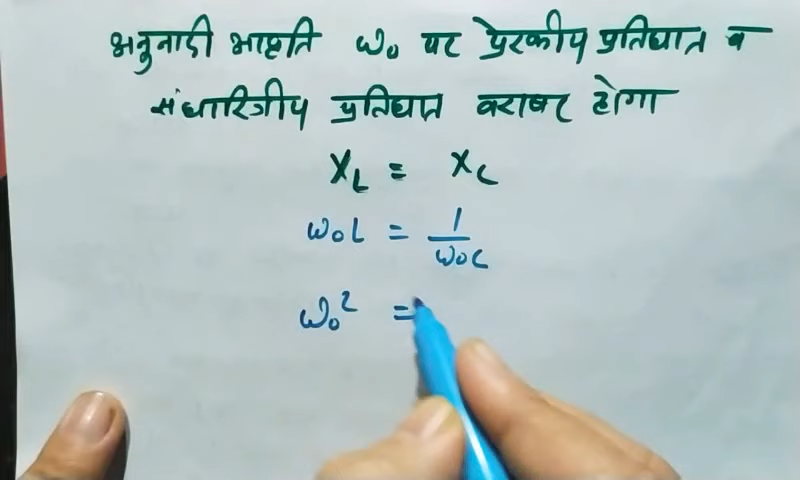 अनुनादी आवृति ω₀ पर प्रेरकीय प्रतिघात व
संधारित्रीय प्रतिघात बराबर होगा
X_L = X_C
ω₀L = 1/ω₀C
ω₀² =